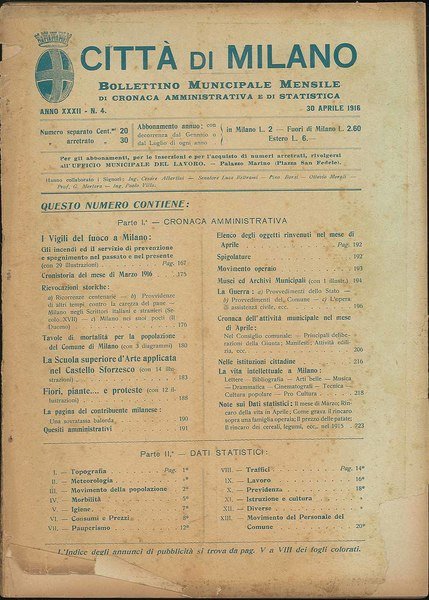 CITTÀ DI MILANO
BOLLETTINO MUNICIPALE MENSILE
DI CRONACA AMMINISTRATIVA E DI STATISTICA
ANNO XXXII - N. 4.
30 APRILE 1916
Numero separato Cent.mi 20
» arretrato » 30
Abbonamento annuo: con
decorrenza dal Gennaio o
dal Luglio di ogni anno
in Milano L. 2 — Fuori di Milano L. 2.60
Estero L. 6.—
Per gli abbonamenti, per le inserzioni e per l'acquisto di numeri arretrati, rivolgersi
all'UFFICIO MUNICIPALE DEL LAVORO. — Palazzo Marino (Piazza San Fedele).
Hanno collaborato i Signori: Ing. Cesare Albertini — Senatore Luca Beltrami — Pino Borsi — Ottavio Morgli —
Prof. G. Mortara — Ing. Paolo Villa.
QUESTO NUMERO CONTIENE:
Parte I.a — CRONACA AMMINISTRATIVA
I Vigili del fuoco a Milano:
Gli incendi ed il servizio di prevenzione
e spegnimento nel passato e nel presente
(con 29 illustrazioni) Pag. 167
Cronistoria del mese di Marzo 1916 175
Rievocazioni storiche:
a) Ricorrenze centenarie — b) Provvidenze
di altri tempi contro la carezza del pane —
Milano negli Scrittori italiani e stranieri (Se-
colo XVII) — c) Milano nei suoi poeti (Il
Duomo) 176
Tavole di mortalità per la popolazione
del Comune di Milano (con 3 diagrammi) 180
La Scuola superiore d'Arte applicata
nel Castello Sforzesco (con 14 illu-
strazioni) 183
Fiori, piante.... e proteste (con 12 il-
lustrazioni) 188
La pagina del contribuente milanese:
Una sovratassa balorda 190
Quesiti amministrativi 191
Elenco degli oggetti rinvenuti nel mese di
Aprile Pag. 192
Spigolature 192
Movimento operaio 193
Musei ed Archivi Municipali (con 1 illustr.) 194
La Guerra: a) Provvedimenti dello Stato —
b) Provvedimenti del Comune — c) L'opera
di assistenza civile, ecc. 196
Cronaca dell'attività municipale nel mese
di Aprile:
Nel Consiglio comunale — Principali delibe-
razioni della Giunta; Manifesti; Attività edili-
zia, ecc. 206
Nelle istituzioni cittadine 216
La vita intellettuale a Milano:
Lettere — Bibliografia — Arti belle — Musica
— Drammatica — Cinematografi — Tecnica —
Cultura popolare — Pro Cultura 218
Note sui Dati statistici: Il mese di Marzo; Rin-
caro della vita in Aprile; Come grava il rincaro
sopra una famiglia operaia; Il prezzo delle patate;
Il rincaro dei cereali, legumi, ecc., nel 1915 223
Parte II.a — DATI STATISTICI:
I. — Topografia Pag. 1*
II. — Meteorologia
III. — Movimento della popolazione 2*
IV. — Morbilità 5*
V. — Igiene 7*
VI. — Consumi e Prezzi 8*
VII. — Pauperismo 12*
VIII. — Traffici Pag. 14*
IX. — Lavoro 16*
X. — Previdenza 18*
XI. — Istruzione e cultura
XII. — Diverse
XIII. — Movimento del Personale del
Comune 20*
L'Indice degli annunci di pubblicità si trova da pag. V a VIII dei fogli colorati.